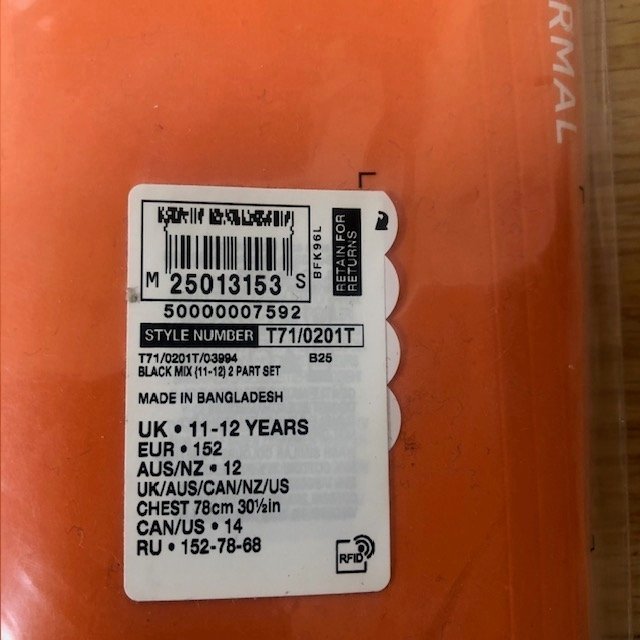 RMAL
M 25013153 S
BFK96L
RETAIN FOR
RETURNS
50000007592
STYLE NUMBER T71/0201T
T71/0201T/03994 B25
BLACK MIX (11-12) 2 PART SET
MADE IN BANGLADESH
UK • 11-12 YEARS
EUR • 152
AUS/NZ • 12
UK/AUS/CAN/NZ/US
CHEST 78cm 30½in
CAN/US • 14
RU • 152-78-68
RFID